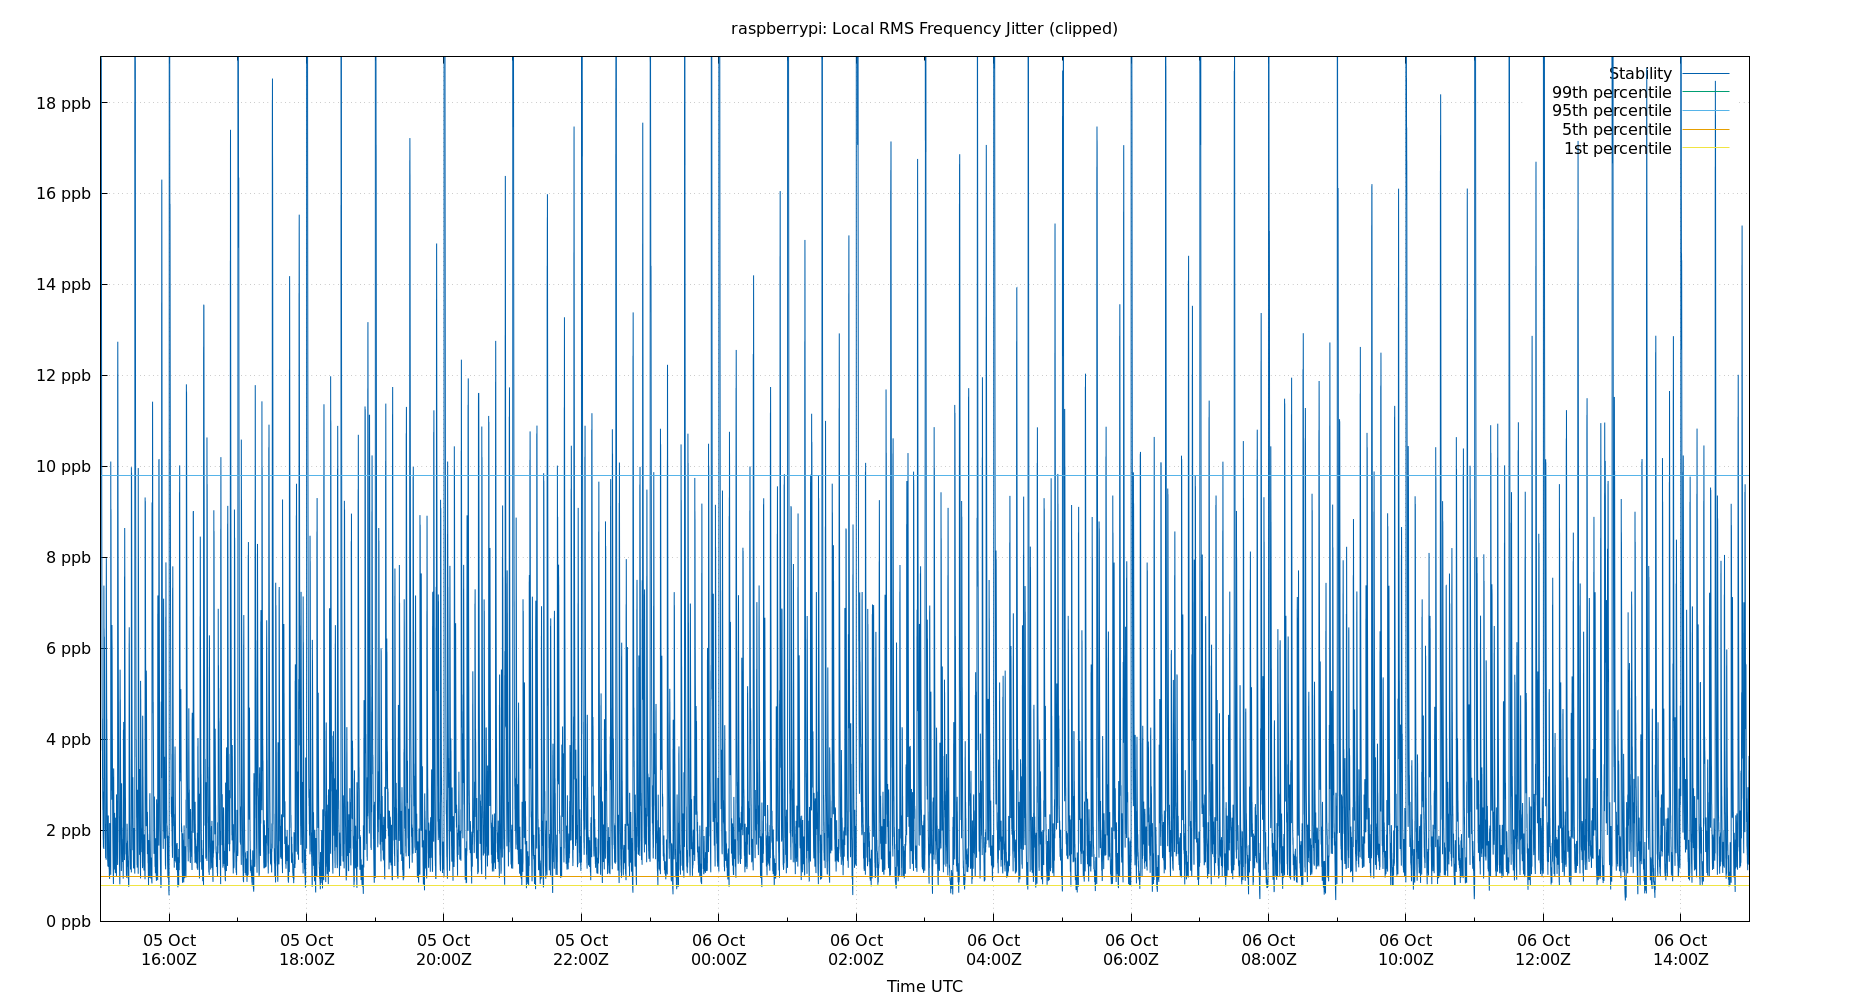 raspberrypi: Local RMS Frequency Jitter (clipped)
Stability
99th percentile
95th percentile
5th percentile
1st percentile
18 ppb
16 ppb
14 ppb
12 ppb
10 ppb
8 ppb
6 ppb
4 ppb
2 ppb
0 ppb
05 Oct 05 Oct 05 Oct 05 Oct 06 Oct 06 Oct 06 Oct 06 Oct 06 Oct 06 Oct 06 Oct 06 Oct
16:00Z 18:00Z 20:00Z 22:00Z 00:00Z 02:00Z 04:00Z 06:00Z 08:00Z 10:00Z 12:00Z 14:00Z
Time UTC